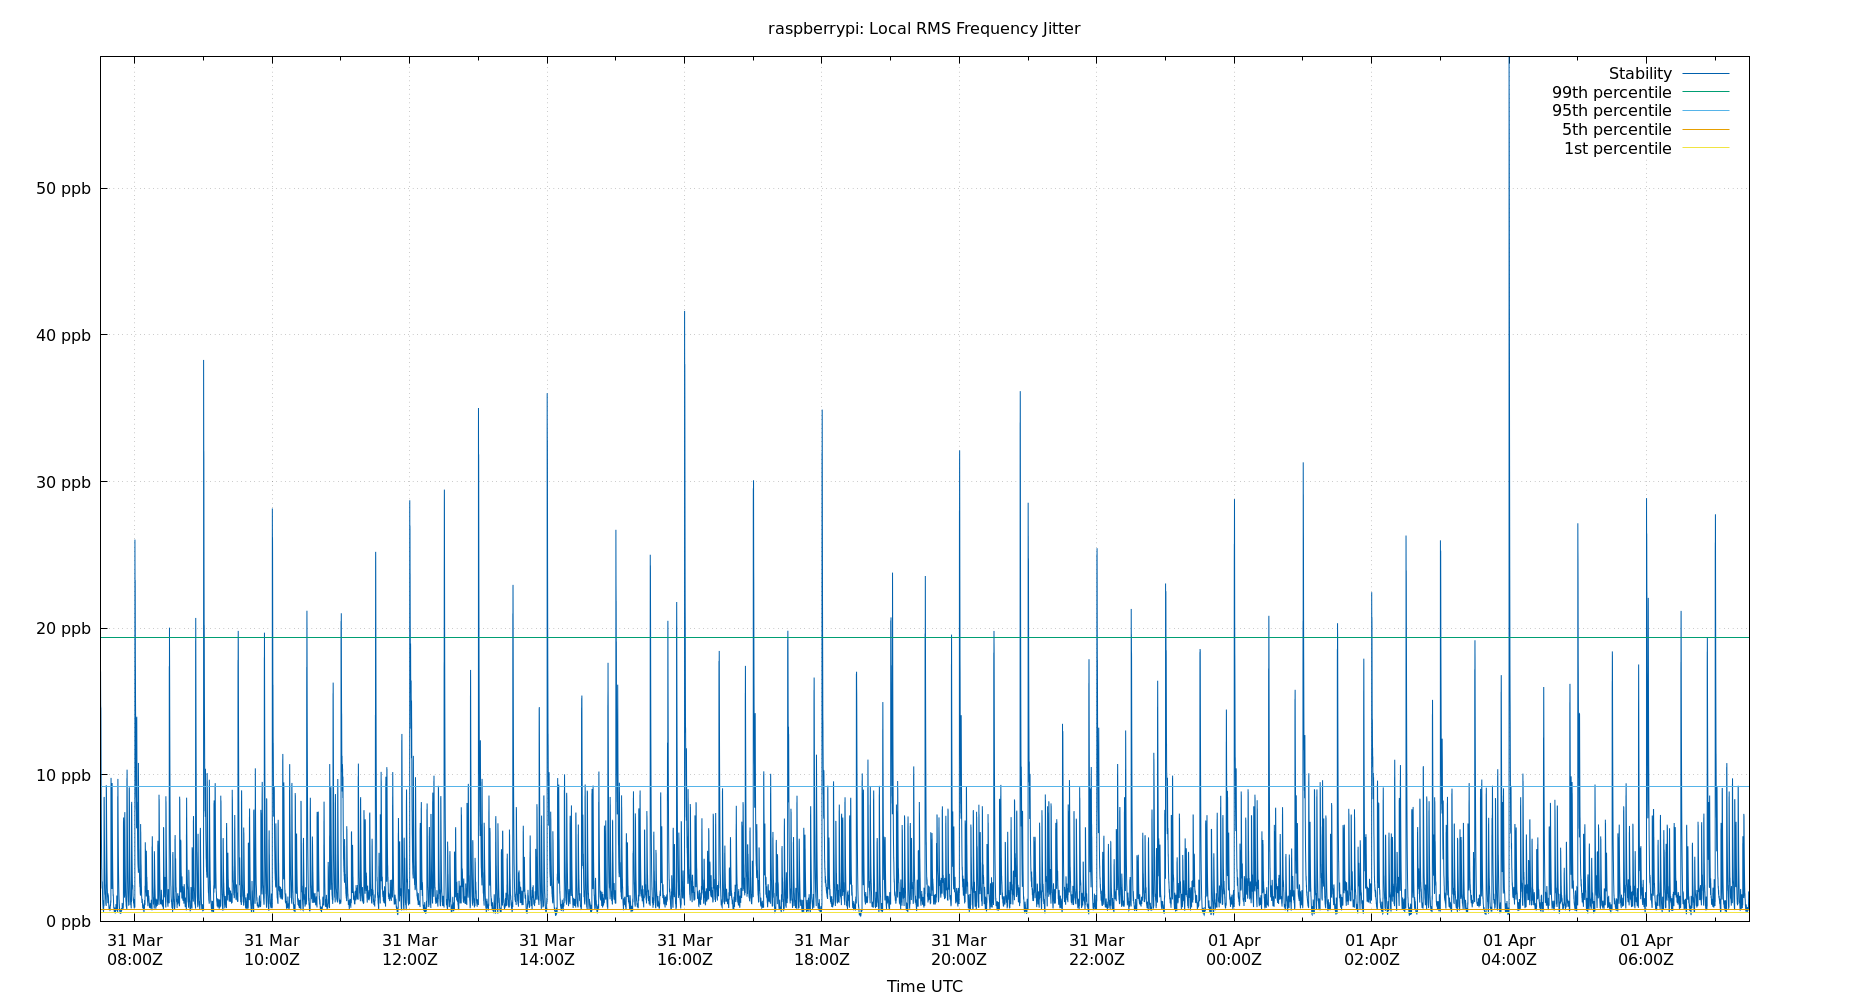 raspberrypi: Local RMS Frequency Jitter
Stability
99th percentile
95th percentile
5th percentile
1st percentile
50 ppb
40 ppb
30 ppb
20 ppb
10 ppb
0 ppb
31 Mar 31 Mar 31 Mar 31 Mar 31 Mar 31 Mar 31 Mar 31 Mar 01 Apr 01 Apr 01 Apr 01 Apr
08:00Z 10:00Z 12:00Z 14:00Z 16:00Z 18:00Z 20:00Z 22:00Z 00:00Z 02:00Z 04:00Z 06:00Z
Time UTC